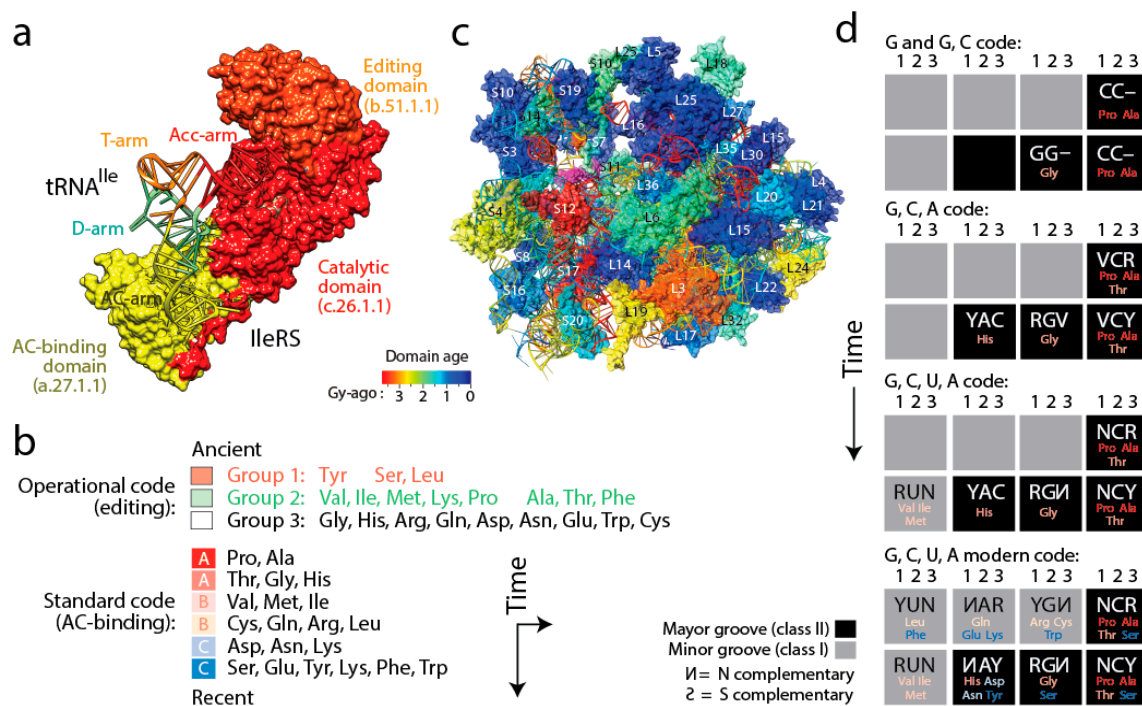 a
Editing
domain
(b.51.1.1)
T-arm
Acc-arm
tRNA^Ile
D-arm
AC-arm
Catalytic
domain
(c.26.1.1)
IleRS
AC-binding
domain
(a.27.1.1)
Domain age
Gy-ago : 3 2 1 0
c
S10
L25
L5
L18
S10
S19
L25
S14
L27
S7
L16
L15
S3
L35
L30
S11
L36
L4
L20
S4
S12
L6
L21
L15
S8
L14
L24
S17
S16
L3
L22
L19
S20
L32
L17
b
Ancient
Operational code
(editing):
Group 1: Tyr Ser, Leu
Group 2: Val, Ile, Met, Lys, Pro Ala, Thr, Phe
Group 3: Gly, His, Arg, Gln, Asp, Asn, Glu, Trp, Cys
Standard code
(AC-binding):
A Pro, Ala
A Thr, Gly, His
B Val, Met, Ile
B Cys, Gln, Arg, Leu
C Asp, Asn, Lys
C Ser, Glu, Tyr, Lys, Phe, Trp
Recent
Time
Mayor groove (class II)
Minor groove (class I)
И = N complementary
Ƨ = S complementary
Time
d
G and G, C code:
1 2 3 1 2 3 1 2 3 1 2 3
CC–
Pro Ala
GG– CC–
Gly Pro Ala
G, C, A code:
1 2 3 1 2 3 1 2 3 1 2 3
VCR
Pro Ala
Thr
YAC RGV VCY
His Gly Pro Ala
Thr
G, C, U, A code:
1 2 3 1 2 3 1 2 3 1 2 3
NCR
Pro Ala
Thr
RUN YAC RGИ NCY
Val Ile His Gly Pro Ala
Met Thr
G, C, U, A modern code:
1 2 3 1 2 3 1 2 3 1 2 3
YUN ИAR YGИ NCR
Leu Gln Arg Cys Pro Ala
Phe Glu Lys Trp Thr Ser
RUN ИAY RGИ NCY
Val Ile His Asp Gly Pro Ala
Met Asn Tyr Ser Thr Ser